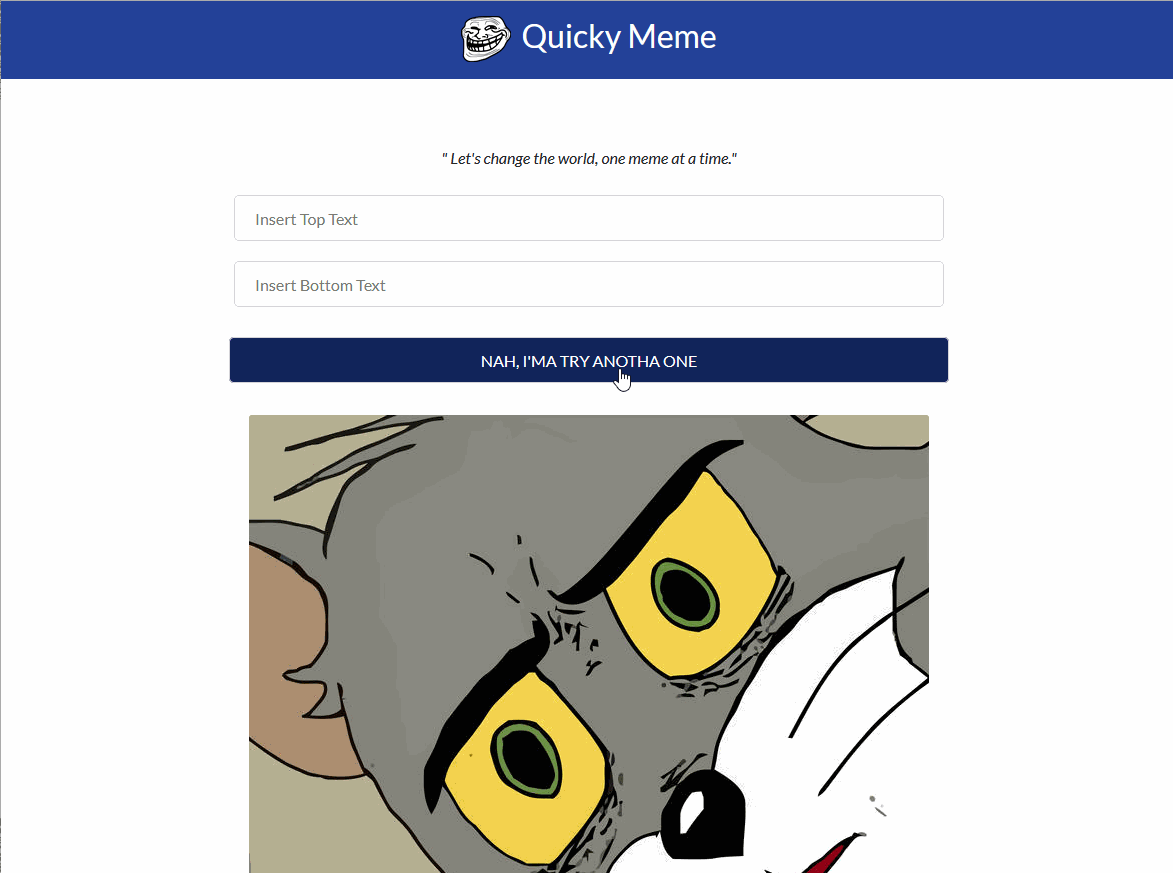 Quicky Meme
" Let's change the world, one meme at a time."
Insert Top Text
Insert Bottom Text
NAH, I'MA TRY ANOTHA ONE